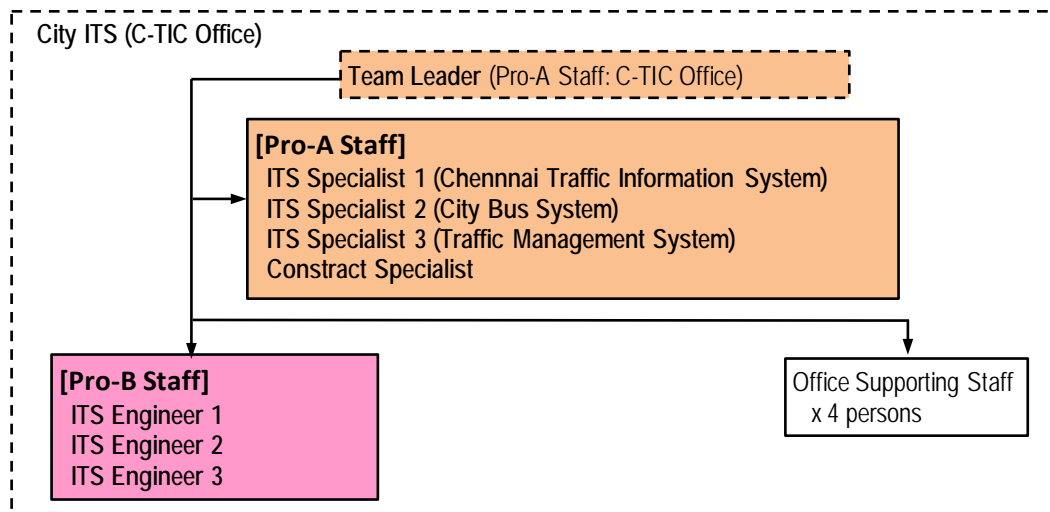 City ITS (C-TIC Office)
Team Leader (Pro-A Staff: C-TIC Office)
[Pro-A Staff]
ITS Specialist 1 (Chennnai Traffic Information System)
ITS Specialist 2 (City Bus System)
ITS Specialist 3 (Traffic Management System)
Constract Specialist
[Pro-B Staff]
ITS Engineer 1
ITS Engineer 2
ITS Engineer 3
Office Supporting Staff
x 4 persons